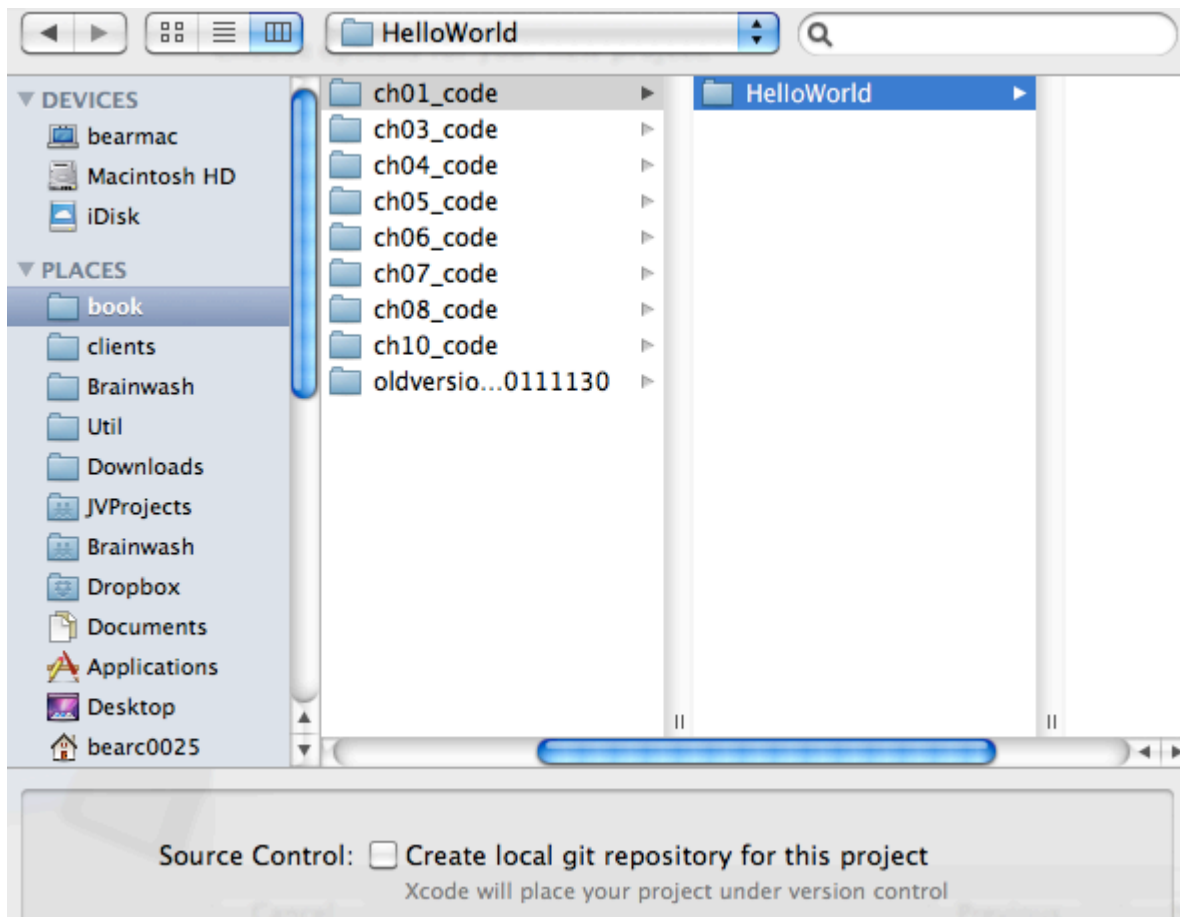 HelloWorld
DEVICES
bearmac
Macintosh HD
iDisk
PLACES
book
clients
Brainwash
Util
Downloads
JVProjects
Brainwash
Dropbox
Documents
Applications
Desktop
bearc0025
ch01_code
ch03_code
ch04_code
ch05_code
ch06_code
ch07_code
ch08_code
ch10_code
oldversio...0111130
HelloWorld
Source Control: Create local git repository for this project
Xcode will place your project under version control
Cancel
Previous